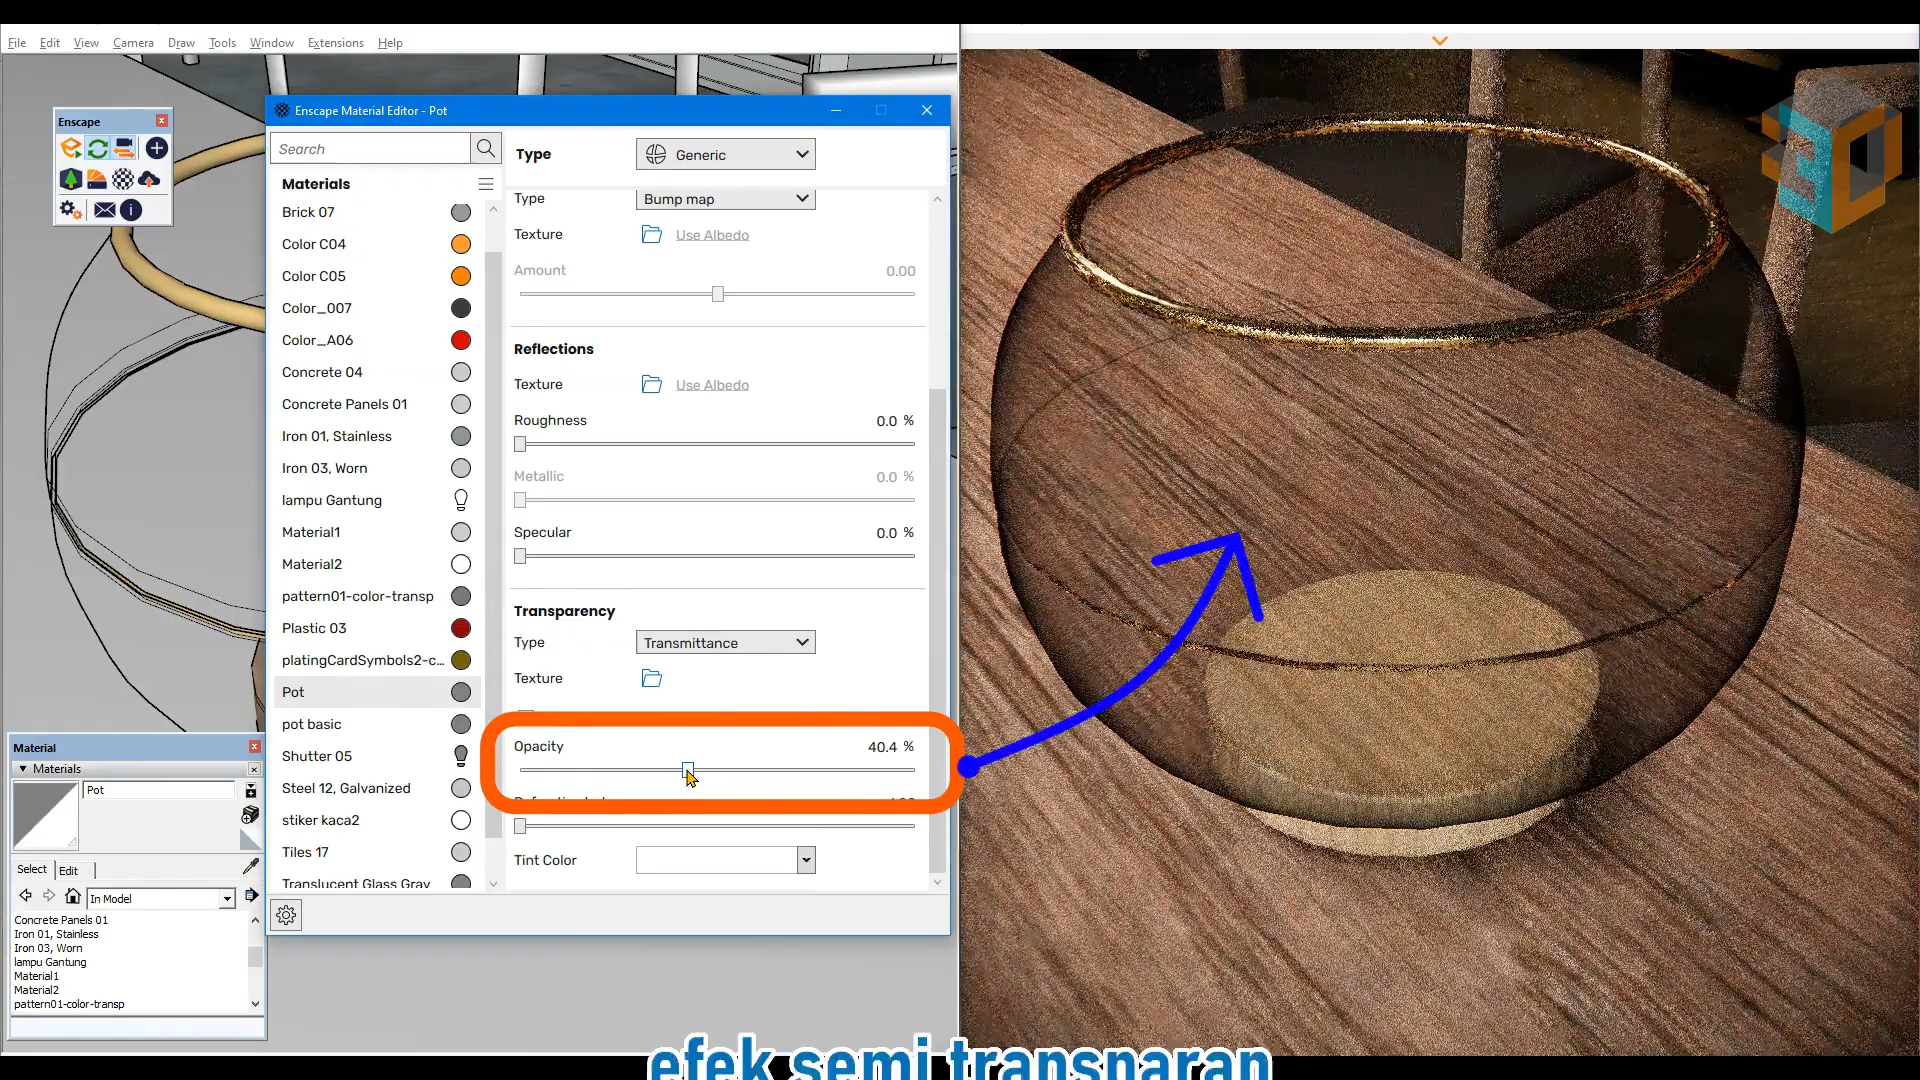 File Edit View Camera Draw Tools Window Extensions Help
Enscape
Enscape Material Editor - Pot
Search
Materials
Brick 07
Color C04
Color C05
Color_007
Color_A06
Concrete 04
Concrete Panels 01
Iron 01, Stainless
Iron 03, Worn
lampu Gantung
Material1
Material2
pattern01-color-transp
Plastic 03
platingCardSymbols2-c...
Pot
pot basic
Shutter 05
Steel 12, Galvanized
stiker kaca2
Tiles 17
Translucent Glass Gray
Type Generic
Type Bump map
Texture Use Albedo
Amount 0.00
Reflections
Texture Use Albedo
Roughness 0.0 %
Metallic 0.0 %
Specular 0.0 %
Transparency
Type Transmittance
Texture
Opacity 40.4 %
Tint Color
Material
Materials
Pot
Select Edit
In Model
Concrete Panels 01
Iron 01, Stainless
Iron 03, Worn
lampu Gantung
Material1
Material2
pattern01-color-transp
3D
efek semi transparan